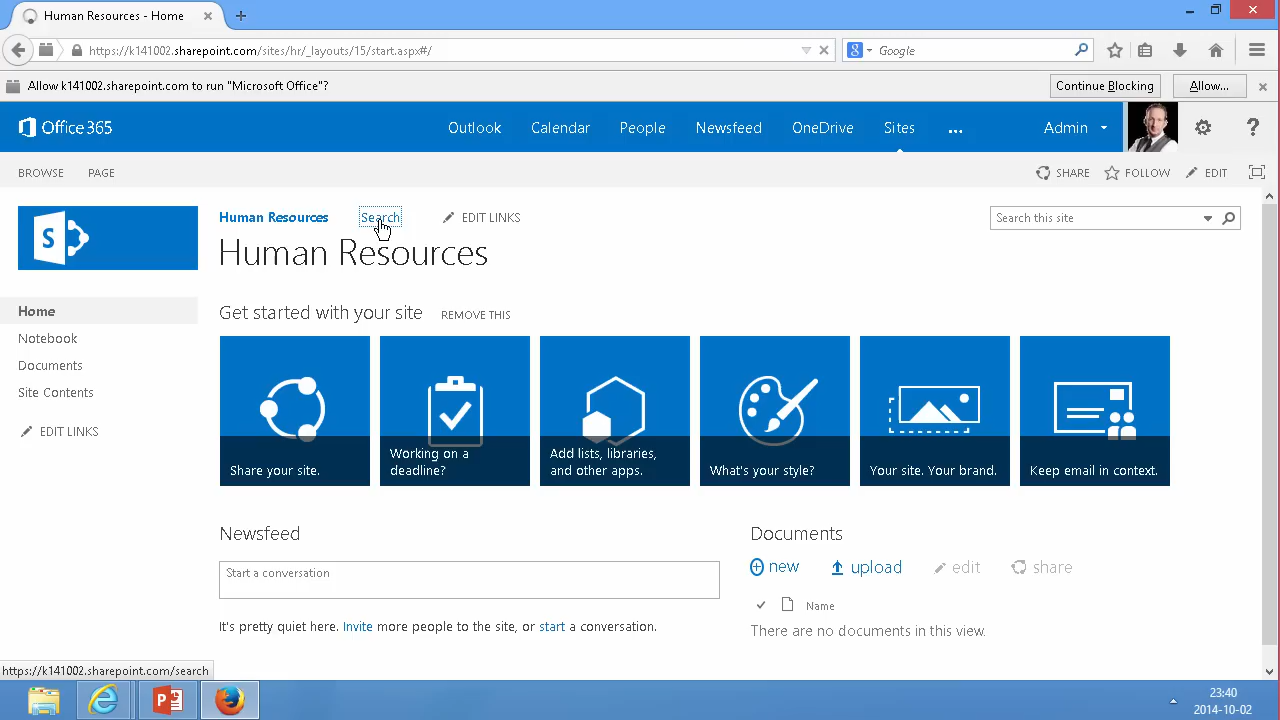 Human Resources - Home
https://k141002.sharepoint.com/sites/hr/_layouts/15/start.aspx#/
Google
Allow k141002.sharepoint.com to run "Microsoft Office"?
Continue Blocking
Allow...
Office 365
Outlook
Calendar
People
Newsfeed
OneDrive
Sites
...
Admin
?
BROWSE
PAGE
SHARE
FOLLOW
EDIT
Human Resources
Search
EDIT LINKS
Search this site
Human Resources
Home
Notebook
Documents
Site Contents
EDIT LINKS
Get started with your site
REMOVE THIS
Share your site.
Working on a
deadline?
Add lists, libraries,
and other apps.
What's your style?
Your site. Your brand.
Keep email in context.
Newsfeed
Start a conversation
It's pretty quiet here. Invite more people to the site, or start a conversation.
Documents
new
upload
edit
share
Name
There are no documents in this view.
https://k141002.sharepoint.com/search
23:40
2014-10-02